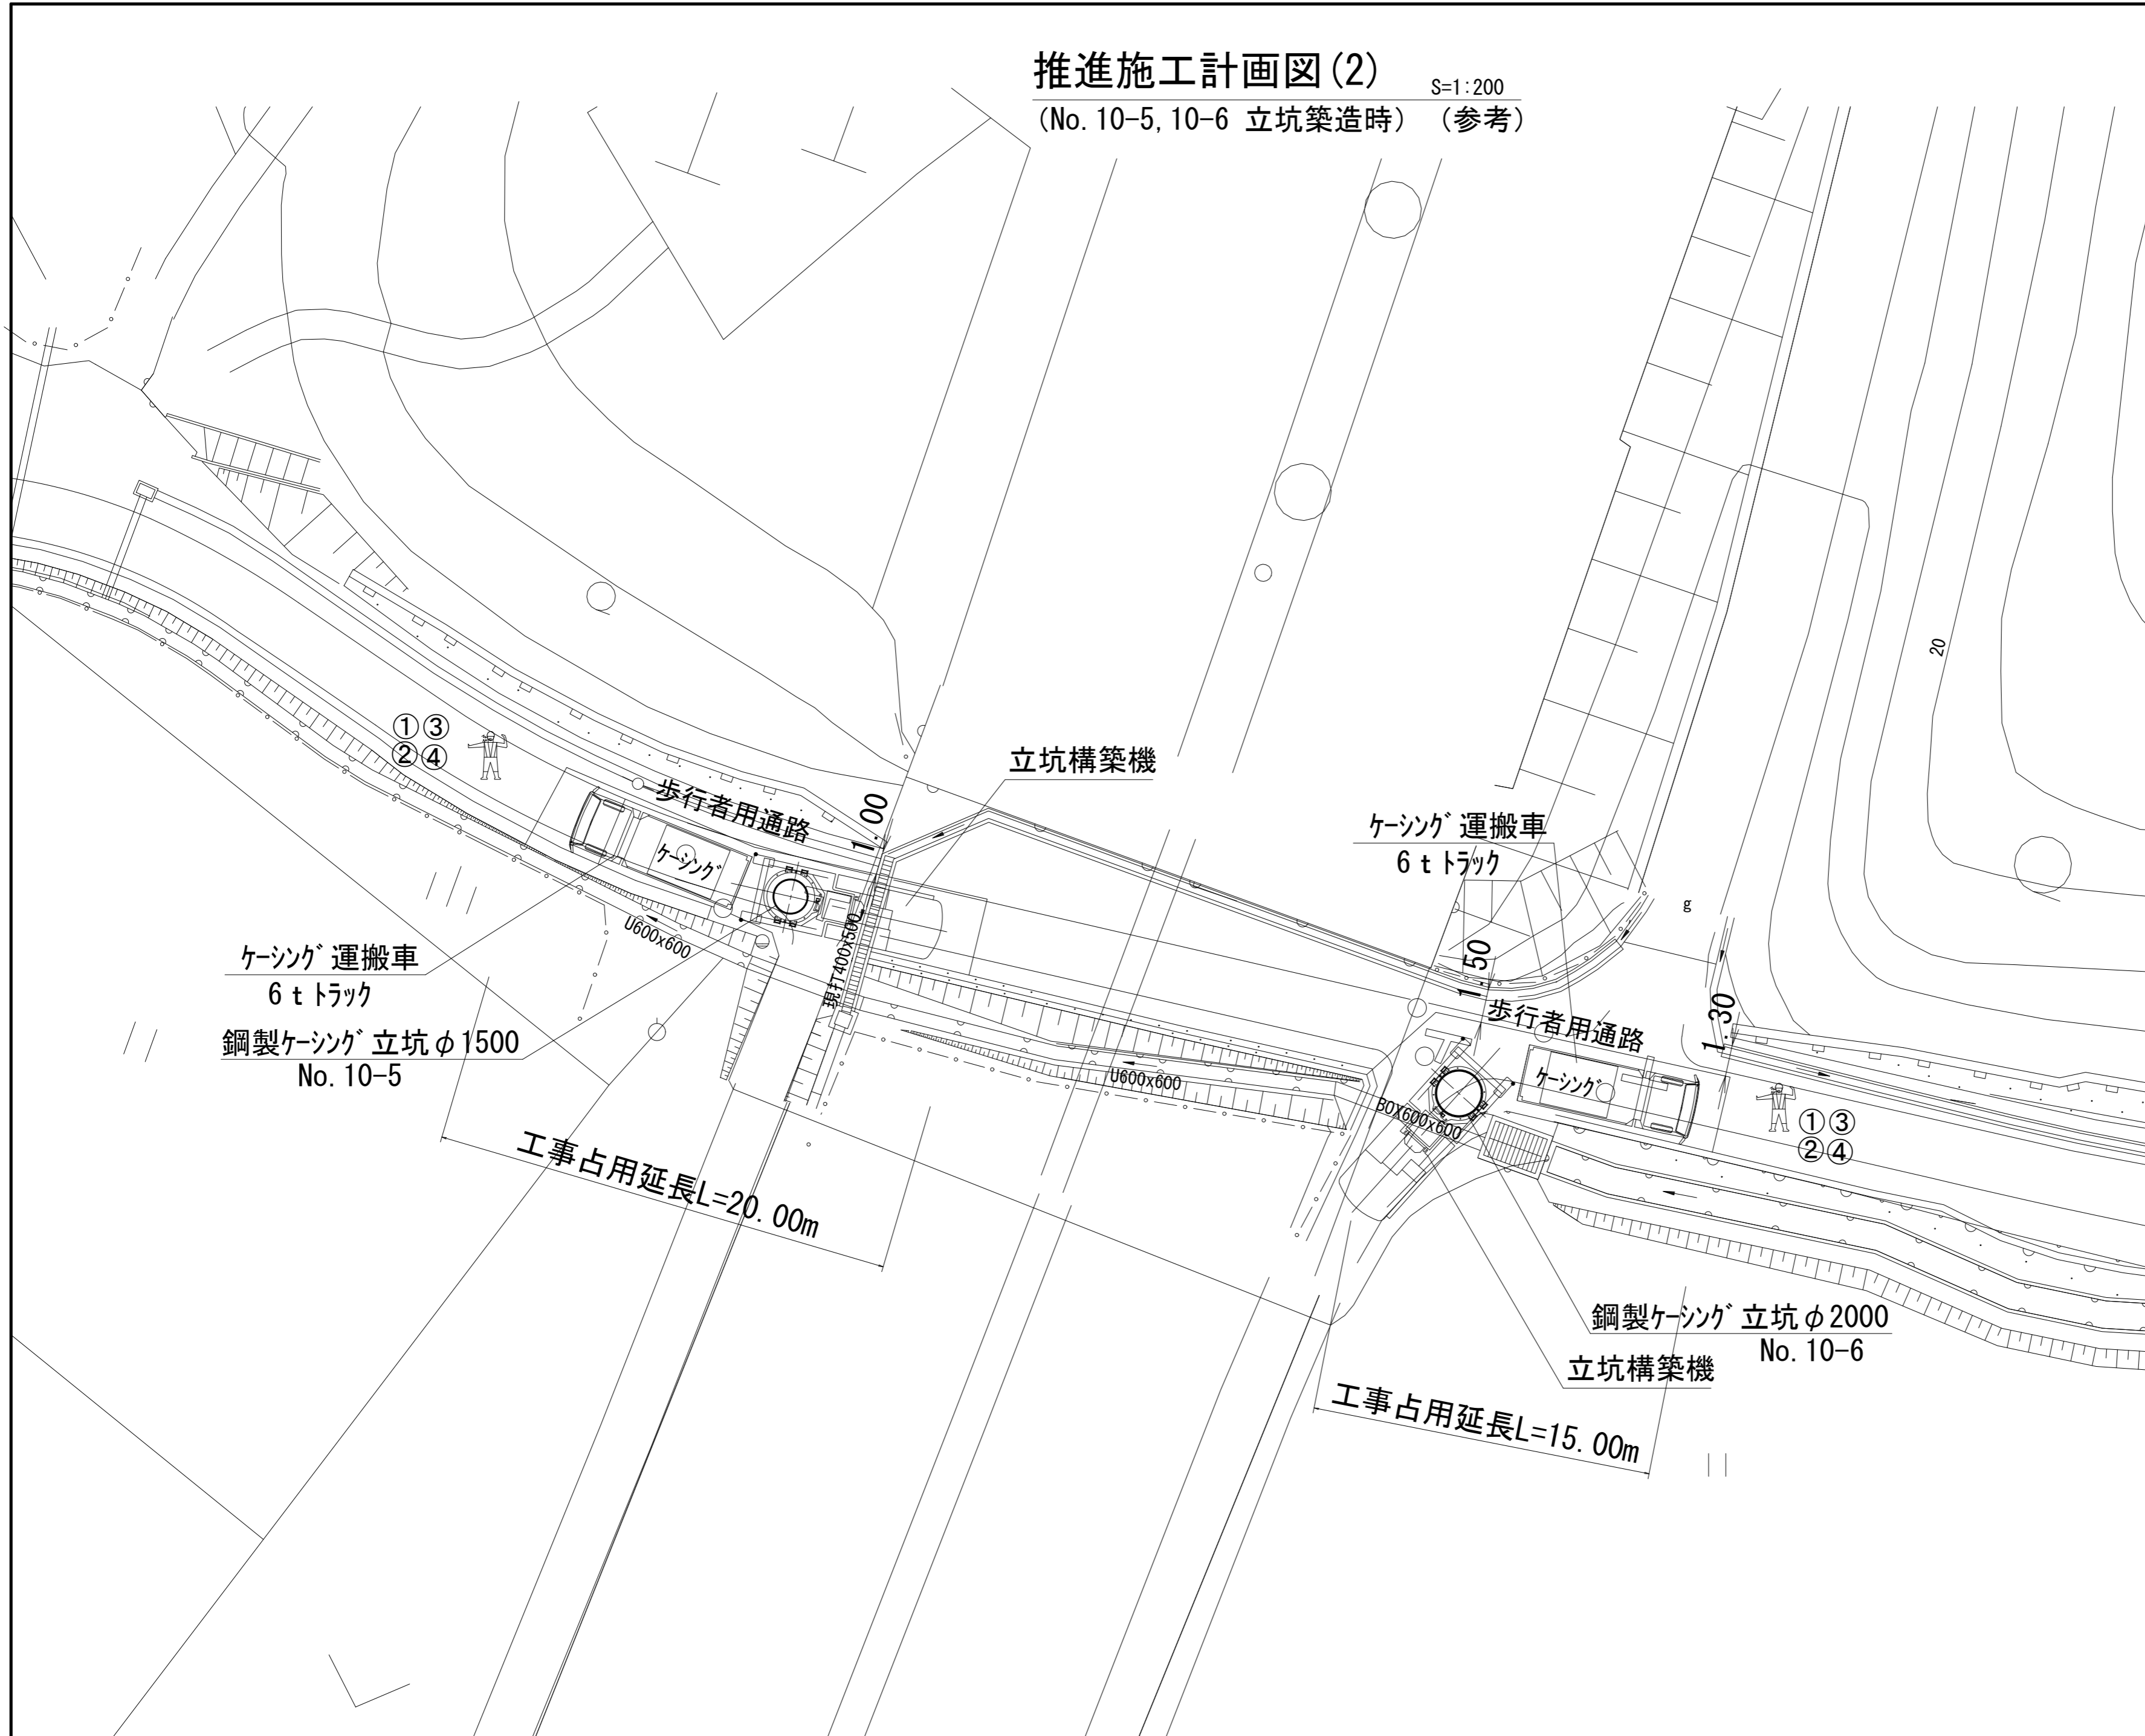 推進施工計画図(2) S=1:200
(No.10-5,10-6 立坑築造時) (参考)
20
①③
②④
立坑構築機
歩行者用通路
1.00
ｹｰｼﾝｸﾞ
ｹｰｼﾝｸﾞ運搬車
6tﾄﾗｯｸ
g
U600x600
現打400x500
ｹｰｼﾝｸﾞ運搬車
6tﾄﾗｯｸ
鋼製ｹｰｼﾝｸﾞ立坑φ1500
No.10-5
1.50
歩行者用通路
1.30
ｹｰｼﾝｸﾞ
U600x600
BOX600x600
①③
②④
工事占用延長L=20.00m
鋼製ｹｰｼﾝｸﾞ立坑φ2000
No.10-6
立坑構築機
工事占用延長L=15.00m